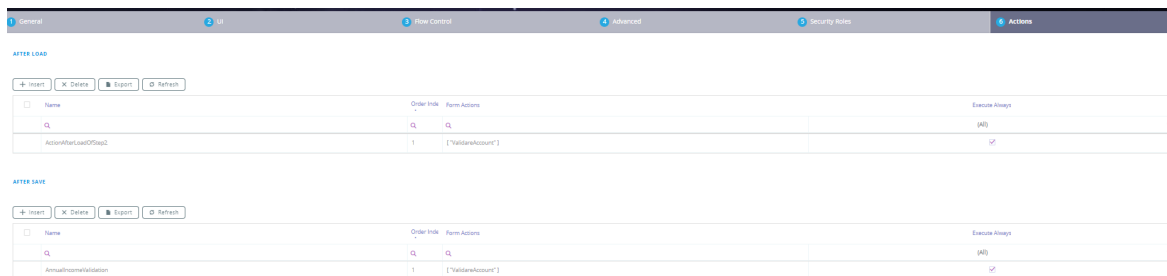 1 General 2 UI 3 Flow Control 4 Advanced 5 Security Roles 6 Actions
AFTER LOAD
+ Insert X Delete Export Refresh
Name Order Inde Form Actions Execute Always
(All)
ActionAfterLoadOfStep2 1 ["ValidareAccount"]
AFTER SAVE
+ Insert X Delete Export Refresh
Name Order Inde Form Actions Execute Always
(All)
AnnualIncomeValidation 1 ["ValidareAccount"]